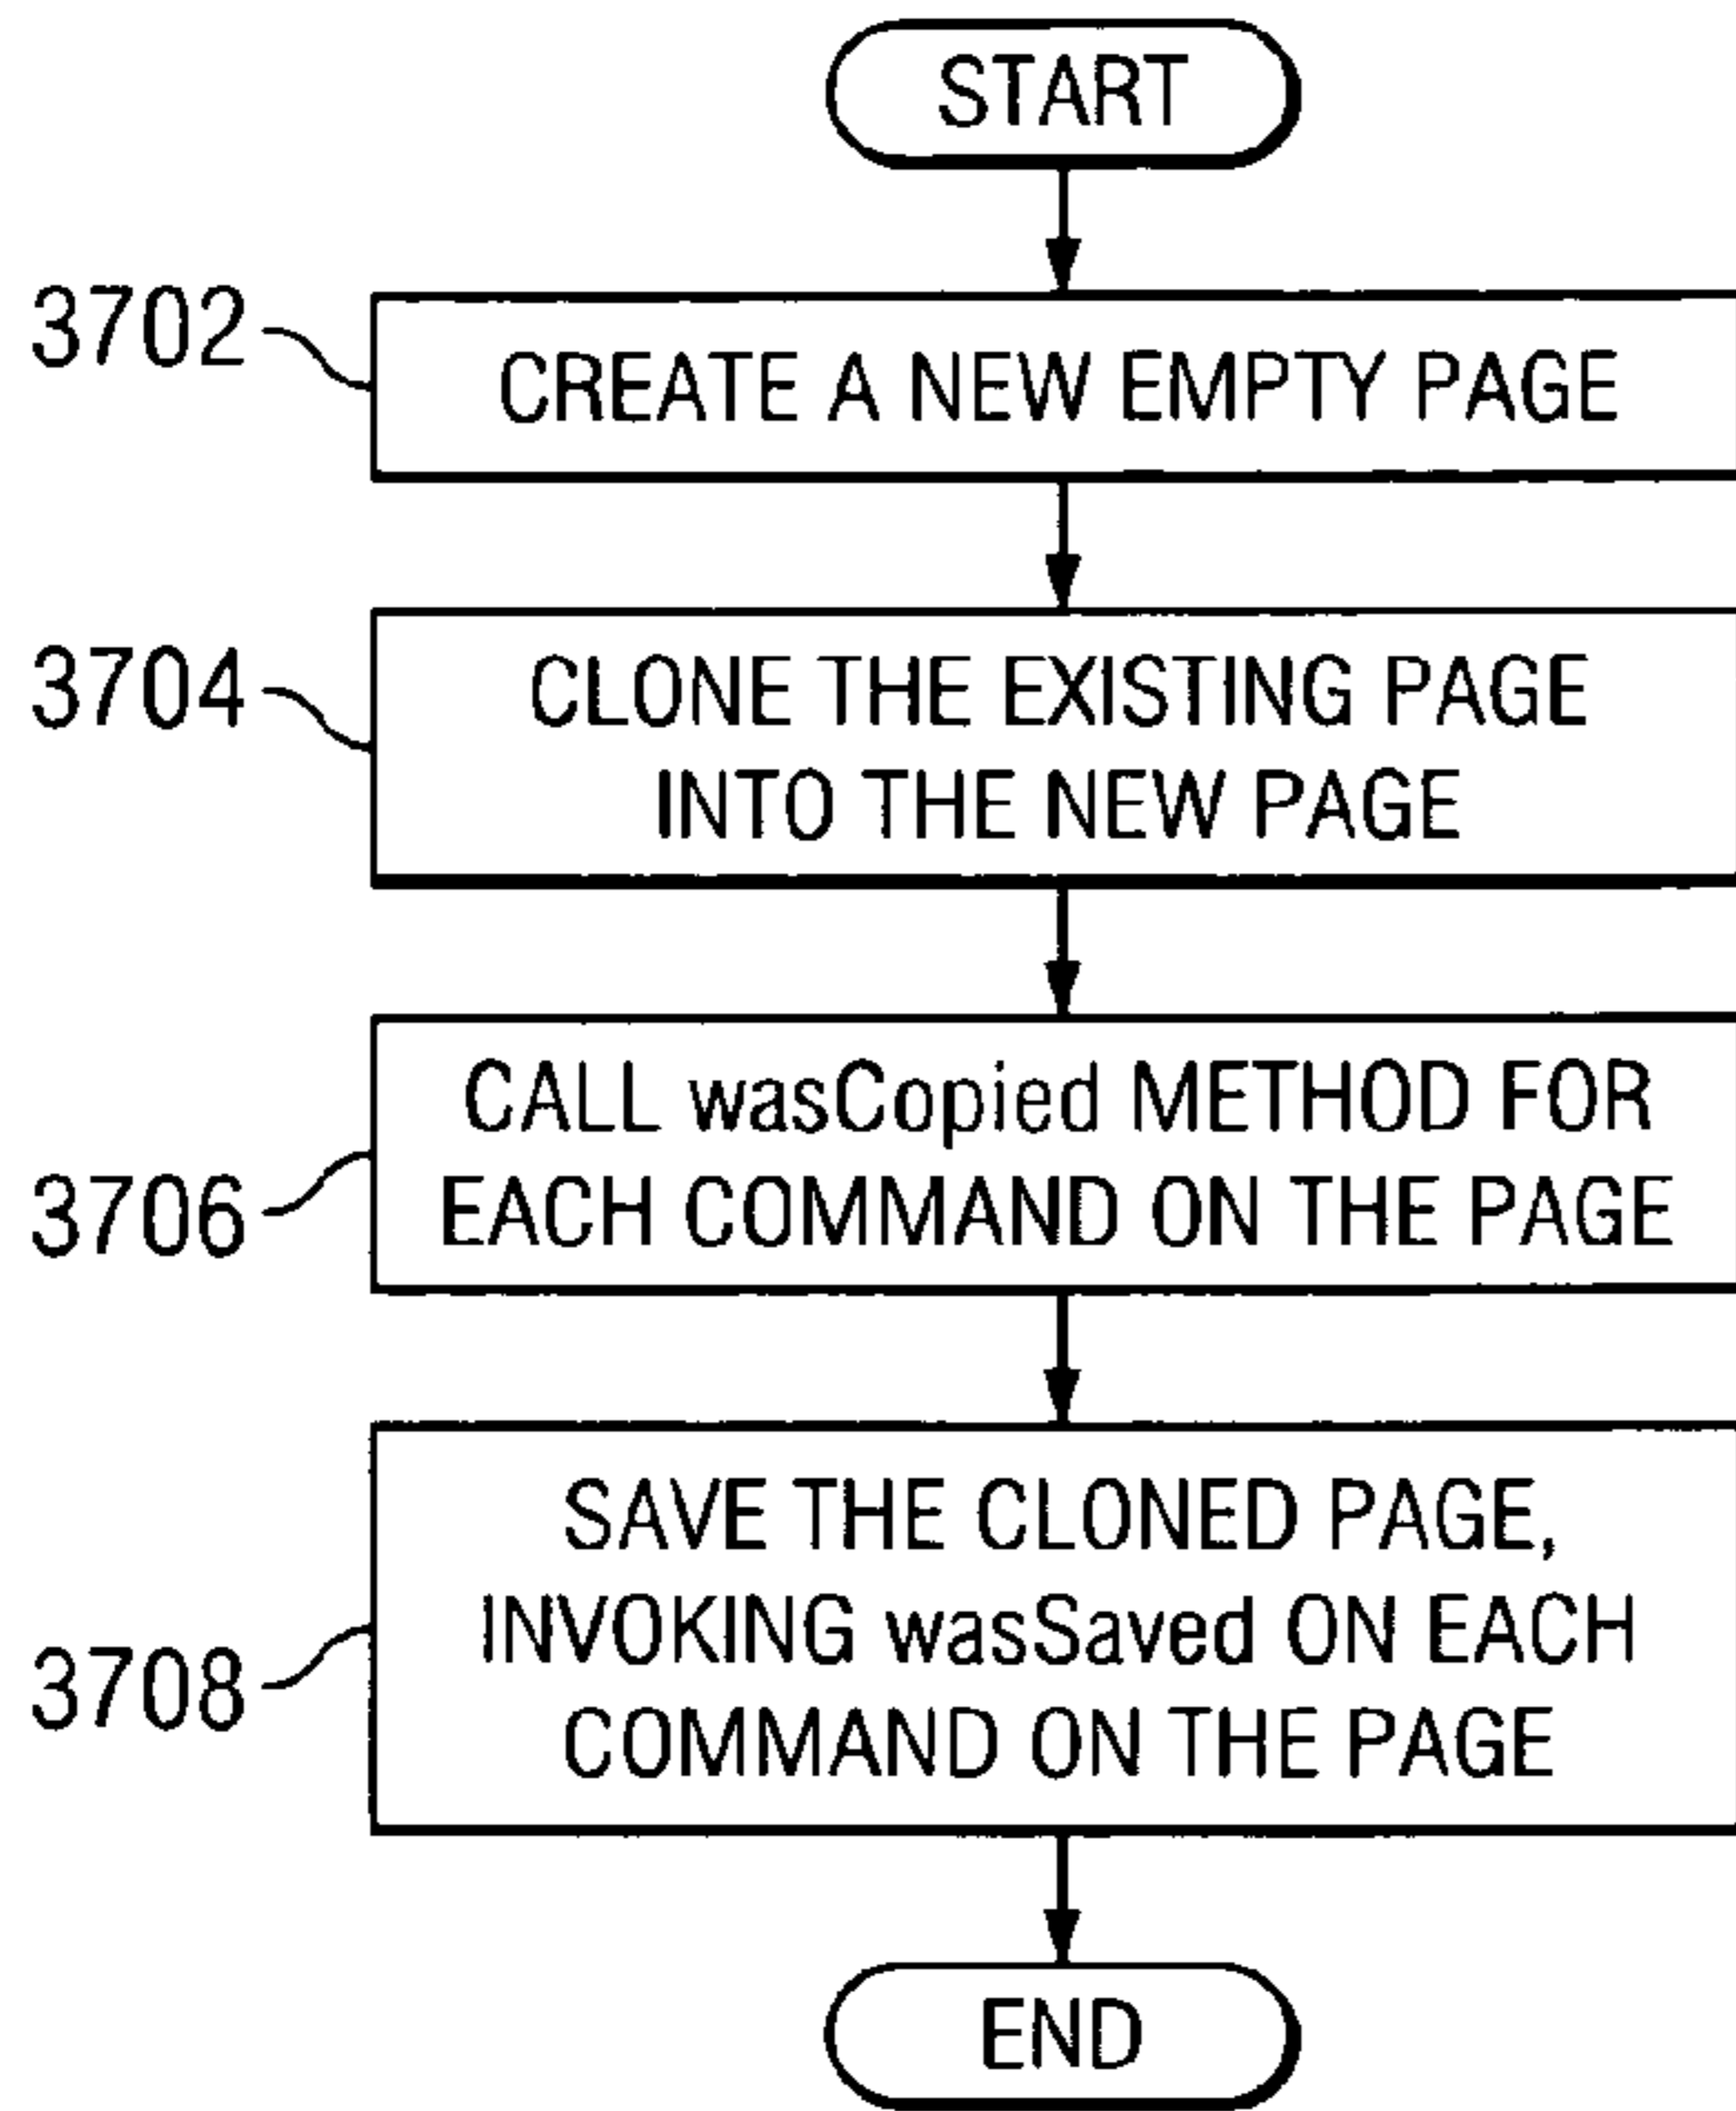 START
3702
CREATE A NEW EMPTY PAGE
3704
CLONE THE EXISTING PAGE
INTO THE NEW PAGE
3706
CALL wasCopied METHOD FOR
EACH COMMAND ON THE PAGE
3708
SAVE THE CLONED PAGE,
INVOKING wasSaved ON EACH
COMMAND ON THE PAGE
END